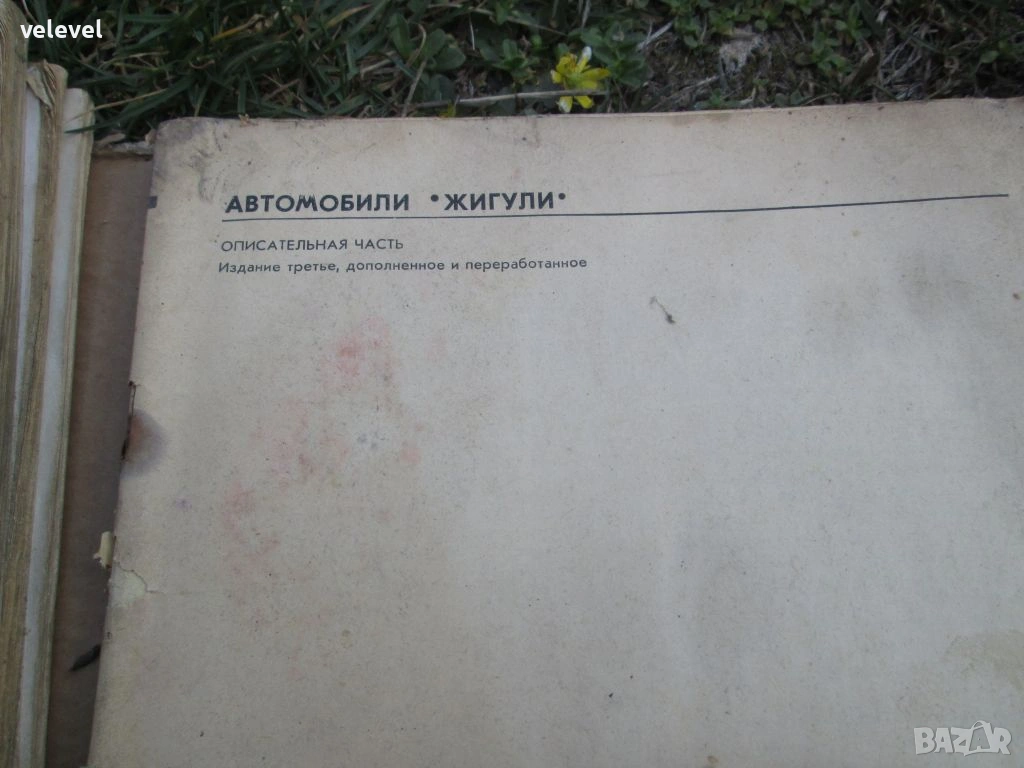 velevel
АВТОМОБИЛИ "ЖИГУЛИ"
ОПИСАТЕЛЬНАЯ ЧАСТЬ
Издание третье, дополненное и переработанное
BAZAR